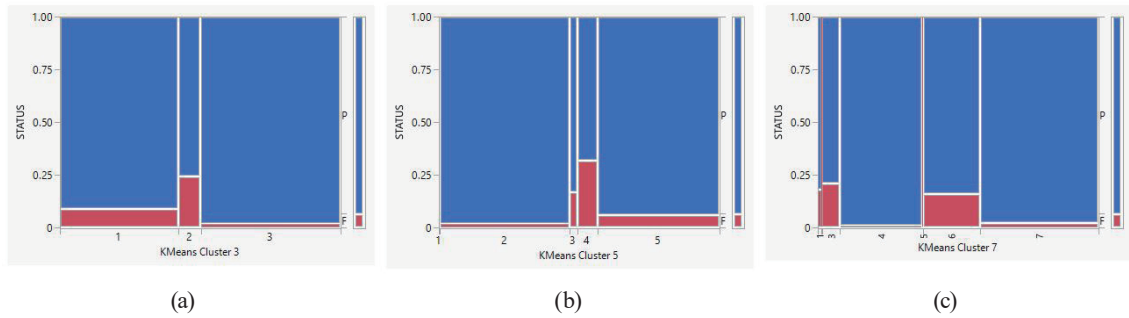 1.00
0.75
0.50
0.25
0
STATUS
P
F
1 2 3
KMeans Cluster 3
(a)
1.00
0.75
0.50
0.25
0
STATUS
P
F
1 2 3 4 5
KMeans Cluster 5
(b)
1.00
0.75
0.50
0.25
0
STATUS
P
F
1 3 4 5 6 7
KMeans Cluster 7
(c)